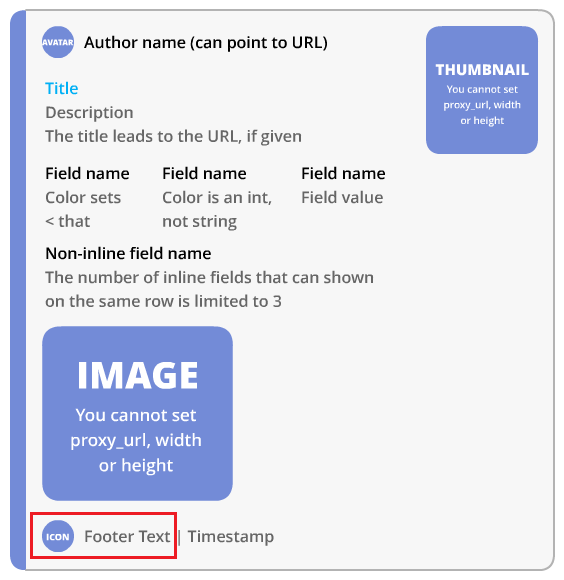 AVATAR Author name (can point to URL)
THUMBNAIL
You cannot set
proxy_url, width
or height
Title
Description
The title leads to the URL, if given
Field name Field name Field name
Color sets Color is an int, Field value
< that not string
Non-inline field name
The number of inline fields that can shown
on the same row is limited to 3
IMAGE
You cannot set
proxy_url, width
or height
ICON Footer Text | Timestamp